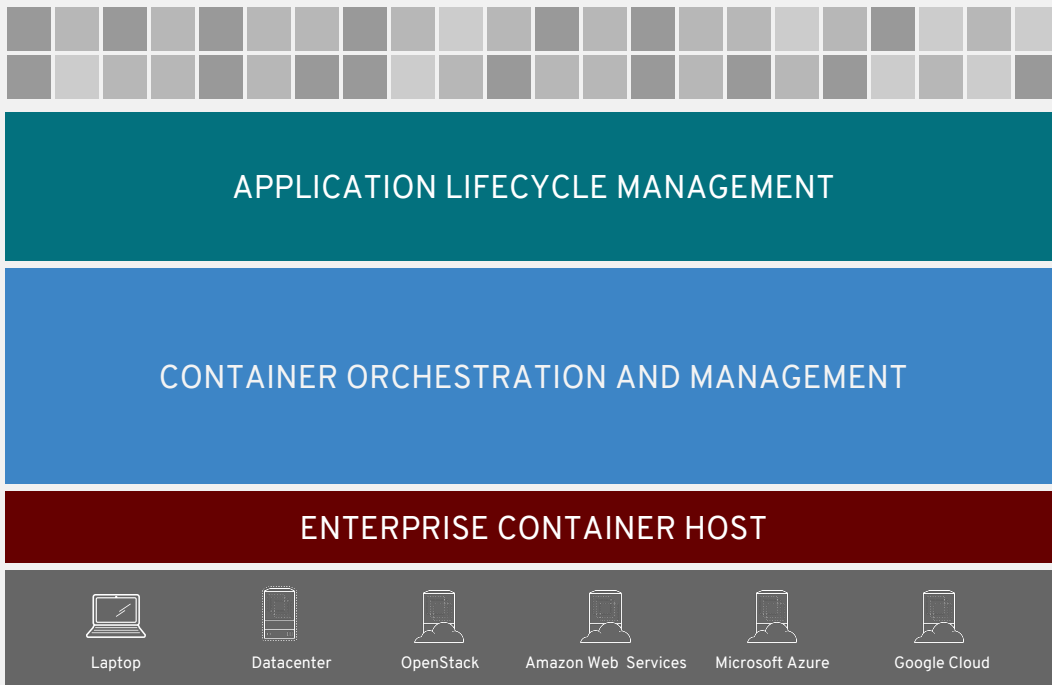 APPLICATION LIFECYCLE MANAGEMENT
CONTAINER ORCHESTRATION AND MANAGEMENT
ENTERPRISE CONTAINER HOST
Laptop Datacenter OpenStack Amazon Web Services Microsoft Azure Google Cloud